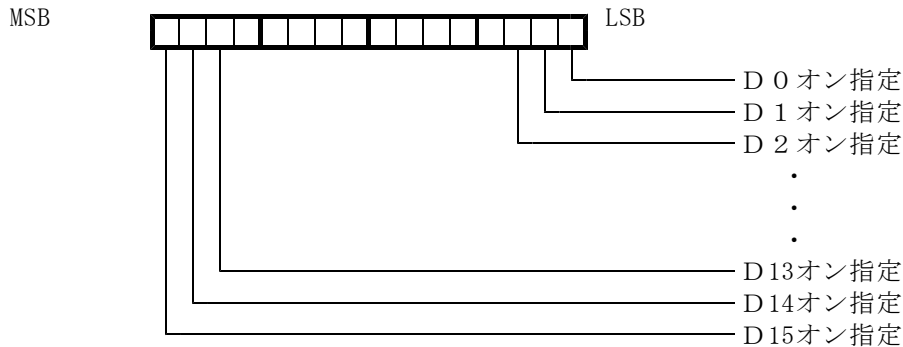 MSB
LSB
D0オン指定
D1オン指定
D2オン指定
・
・
・
D13オン指定
D14オン指定
D15オン指定